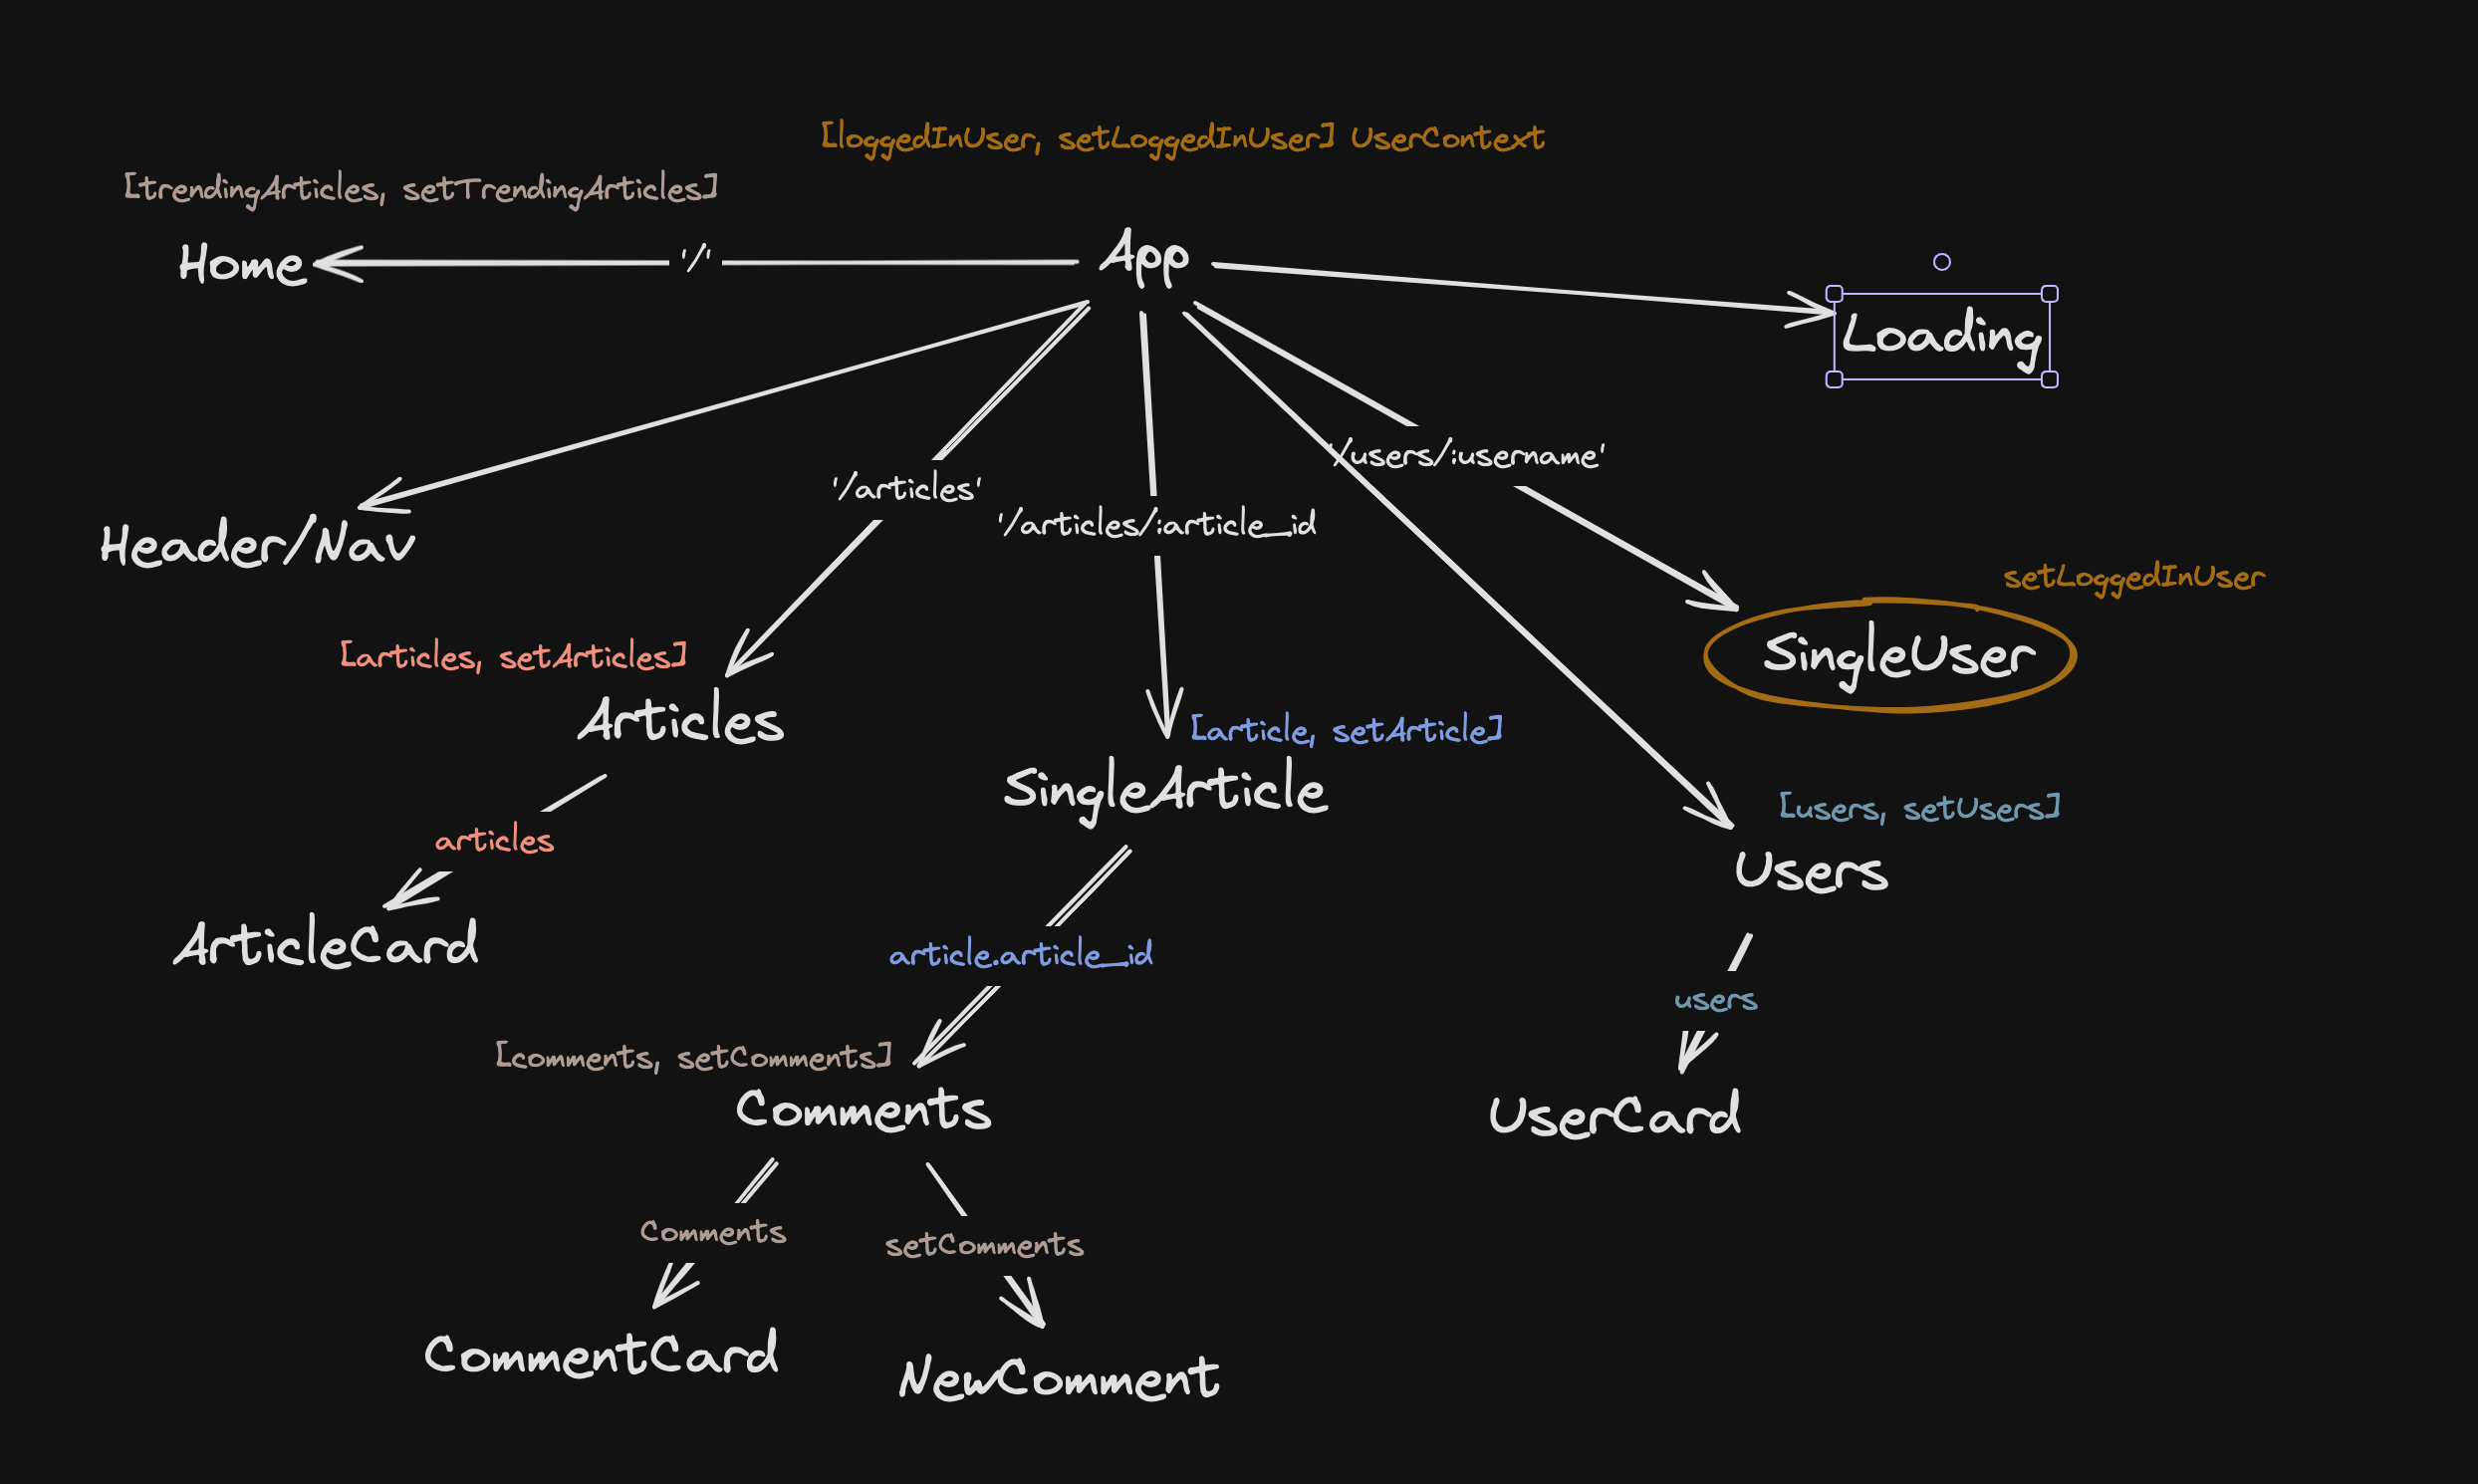 [loggedInUser, setLoggedInUser] UserContext
[trendingArticles, setTrendingArticles]
Home
'/'
App
Loading
'/users/:username'
'/articles'
'/articles/:article_id
Header/Nav
setLoggedInUser
SingleUser
[articles, setArticles]
Articles
[article, setArticle]
SingleArticle
[users, setUsers]
Users
articles
ArticleCard
article.article_id
users
[comments, setComments]
Comments
UserCard
Comments
setComments
CommentCard
NewComment